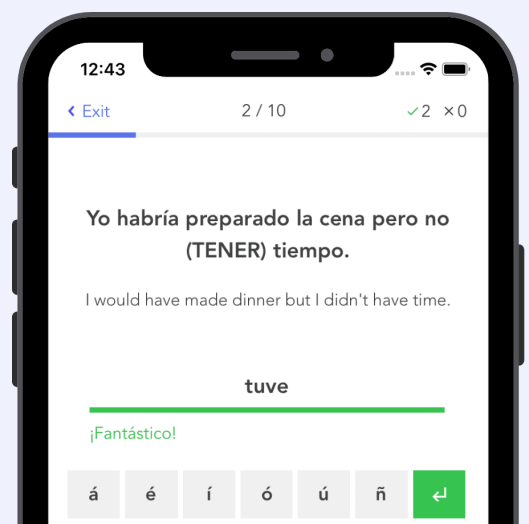 12:43
Exit
2 / 10
✓2 ×0
Yo habría preparado la cena pero no
(TENER) tiempo.
I would have made dinner but I didn't have time.
tuve
¡Fantástico!
á é í ó ú ñ